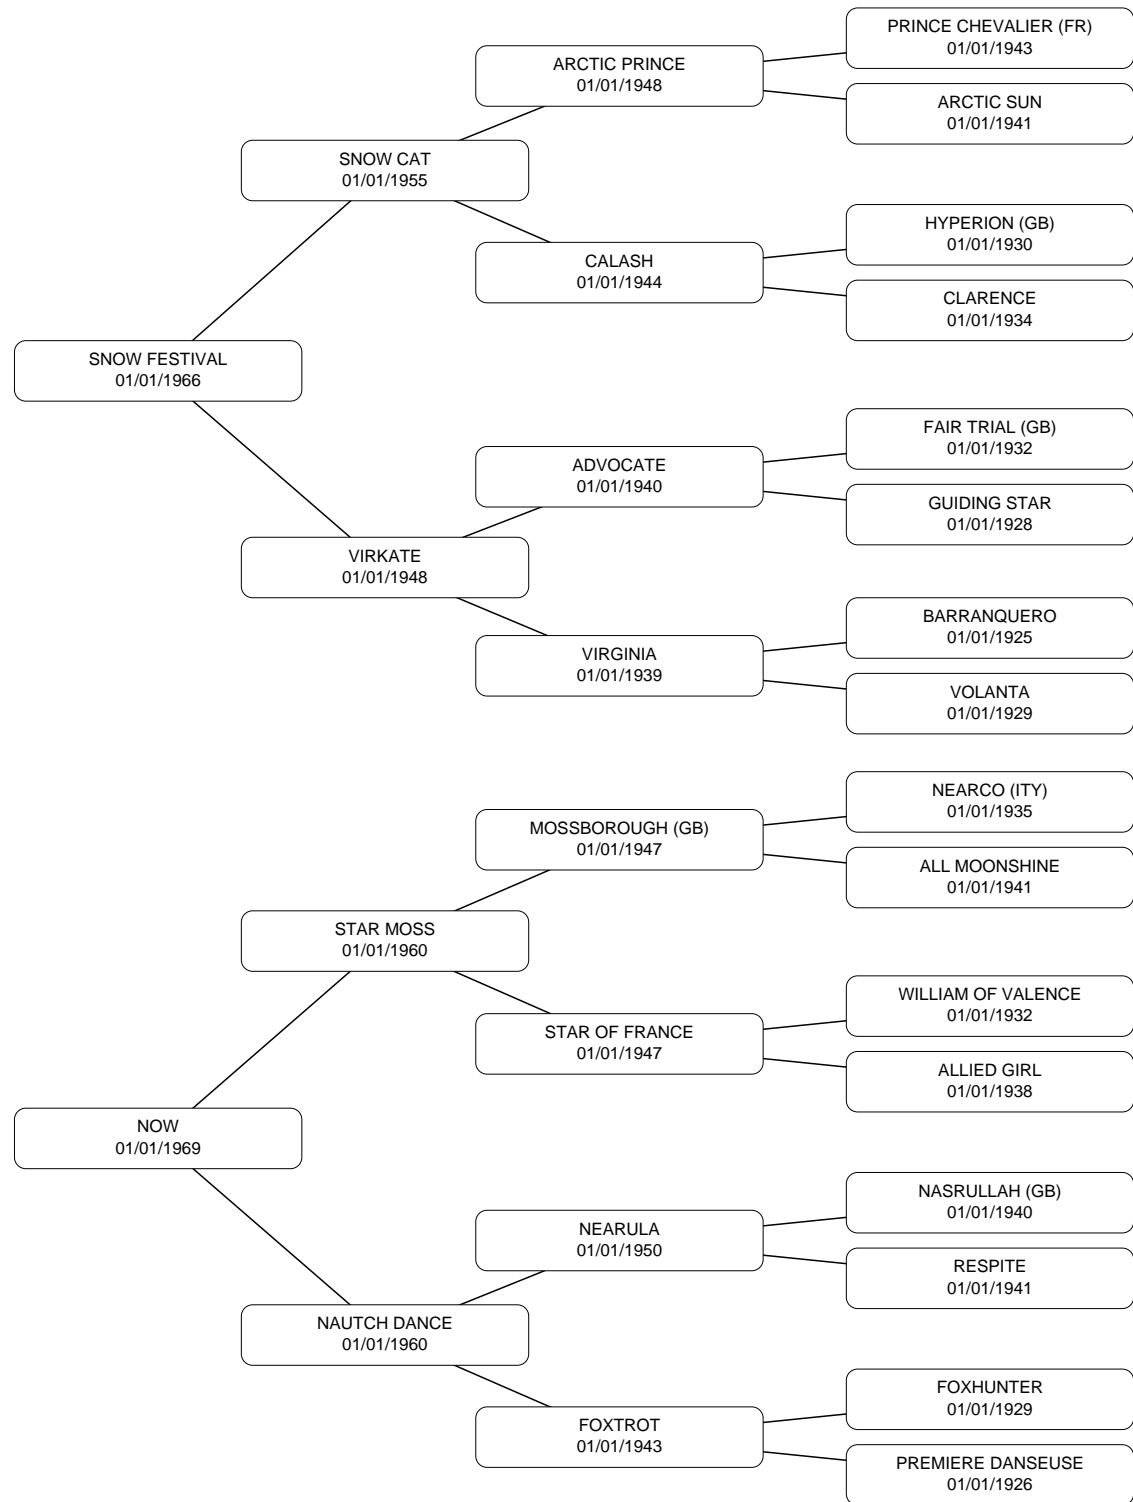 PRINCE CHEVALIER (FR)
01/01/1943
ARCTIC PRINCE
01/01/1948
ARCTIC SUN
01/01/1941
SNOW CAT
01/01/1955
HYPERION (GB)
01/01/1930
CALASH
01/01/1944
CLARENCE
01/01/1934
SNOW FESTIVAL
01/01/1966
FAIR TRIAL (GB)
01/01/1932
ADVOCATE
01/01/1940
GUIDING STAR
01/01/1928
VIRKATE
01/01/1948
BARRANQUERO
01/01/1925
VIRGINIA
01/01/1939
VOLANTA
01/01/1929
NEARCO (ITY)
01/01/1935
MOSSBOROUGH (GB)
01/01/1947
ALL MOONSHINE
01/01/1941
STAR MOSS
01/01/1960
WILLIAM OF VALENCE
01/01/1932
STAR OF FRANCE
01/01/1947
ALLIED GIRL
01/01/1938
NOW
01/01/1969
NASRULLAH (GB)
01/01/1940
NEARULA
01/01/1950
RESPITE
01/01/1941
NAUTCH DANCE
01/01/1960
FOXHUNTER
01/01/1929
FOXTROT
01/01/1943
PREMIERE DANSEUSE
01/01/1926